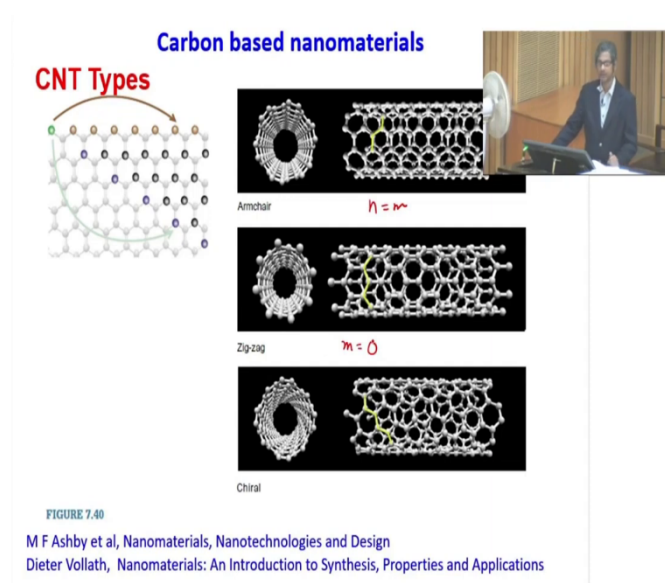 Carbon based nanomaterials
CNT Types
Armchair
n = m
Zig-zag
m = 0
Chiral
FIGURE 7.40
M F Ashby et al, Nanomaterials, Nanotechnologies and Design
Dieter Vollath, Nanomaterials: An Introduction to Synthesis, Properties and Applications